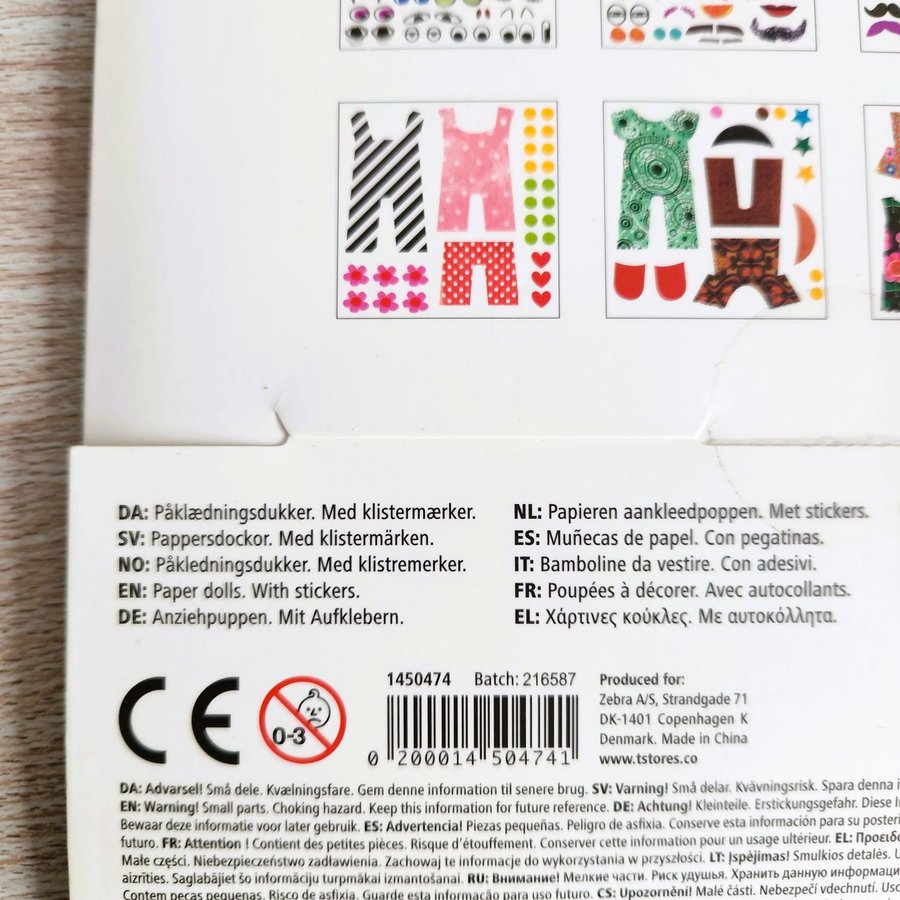 DA: Påklædningsdukker. Med klistermærker.
SV: Pappersdockor. Med klistermärken.
NO: Påkledningsdukker. Med klistremerker.
EN: Paper dolls. With stickers.
DE: Anziehpuppen. Mit Aufklebern.
NL: Papieren aankleedpoppen. Met stickers.
ES: Muñecas de papel. Con pegatinas.
IT: Bamboline da vestire. Con adesivi.
FR: Poupées à décorer. Avec autocollants.
EL: Χάρτινες κούκλες. Με αυτοκόλλητα.
CE
0-3
1450474 Batch: 216587
0 200014 504741
Produced for:
Zebra A/S, Strandgade 71
DK-1401 Copenhagen K
Denmark. Made in China
www.tstores.co
DA: Advarsel! Små dele. Kvælningsfare. Gem denne information til senere brug. SV: Varning! Små delar. Kvävningsrisk. Spara denna
EN: Warning! Small parts. Choking hazard. Keep this information for future reference. DE: Achtung! Kleinteile. Erstickungsgefahr. Diese
Bewaar deze informatie voor later gebruik. ES: Advertencia! Piezas pequeñas. Peligro de asfixia. Conserve esta información para su
futuro. FR: Attention ! Contient des petites pièces. Risque d'étouffement. Conserver cette information pour un usage ultérieur. EL:
Małe części. Niebezpieczeństwo zadławienia. Zachowaj te informacje do wykorzystania w przyszłości. LT: Įspėjimas! Smulkios detalės.
aizrīties. Saglabājiet šo informāciju turpmākai izmantošanai. RU: Внимание! Мелкие части. Риск удушья. Хранить данную
Contem peças pequenas. Risco de asfixia. Guarde esta informação para uso futuro. CS: Upozornění! Malé části. Nebezpečí vdechnutí.